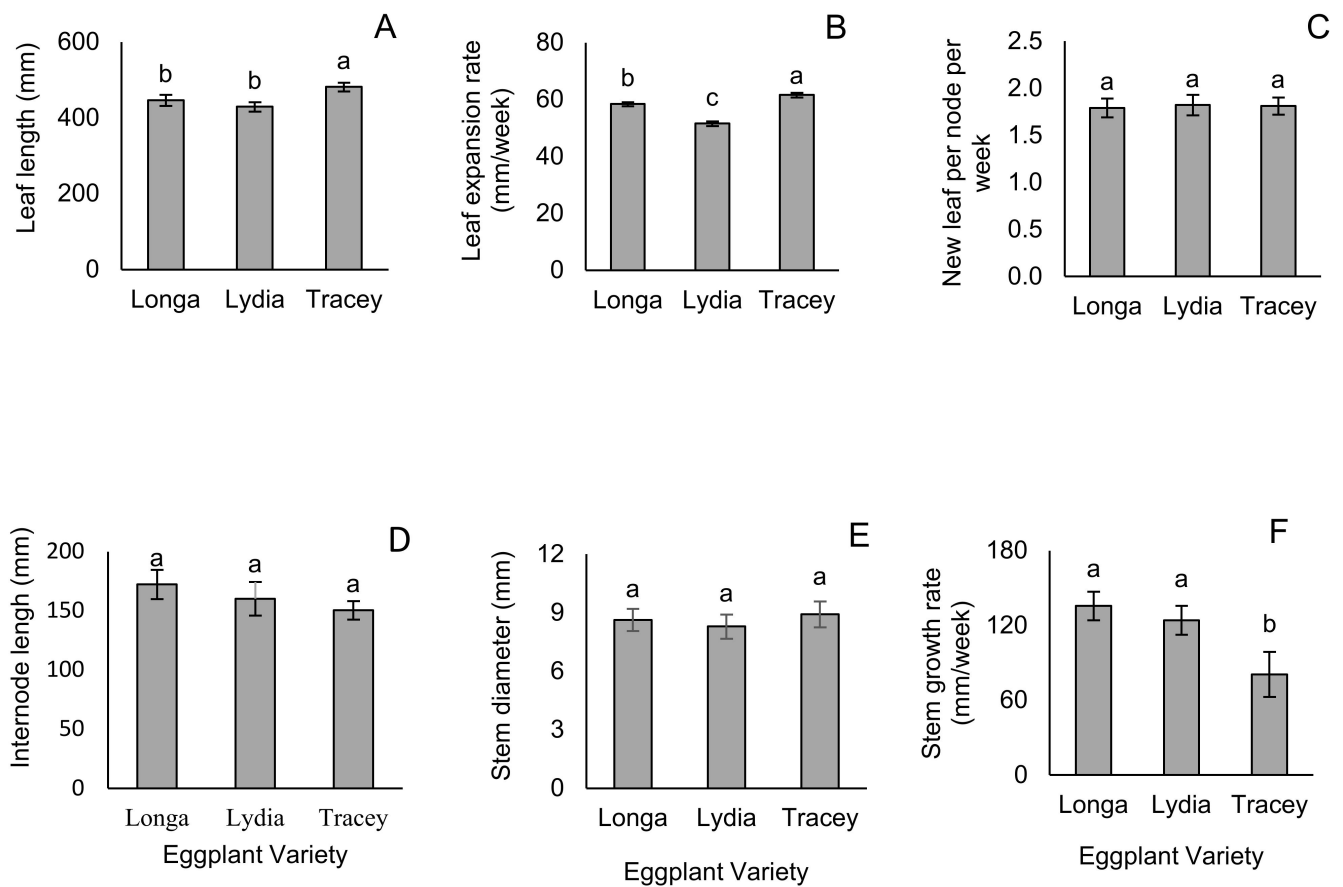 A
Leaf length (mm)
600
400
200
0
b
b
a
Longa Lydia Tracey
B
Leaf expansion rate
(mm/week)
80
60
40
20
0
b
c
a
Longa Lydia Tracey
C
New leaf per node per
week
2.5
2.0
1.5
1.0
0.5
0.0
a
a
a
Longa Lydia Tracey
D
Internode lengh (mm)
200
150
100
50
0
a
a
a
Longa Lydia Tracey
Eggplant Variety
E
Stem diameter (mm)
12
9
6
3
0
a
a
a
Longa Lydia Tracey
Eggplant Variety
F
Stem growth rate
(mm/week)
180
120
60
0
a
a
b
Longa Lydia Tracey
Eggplant Variety